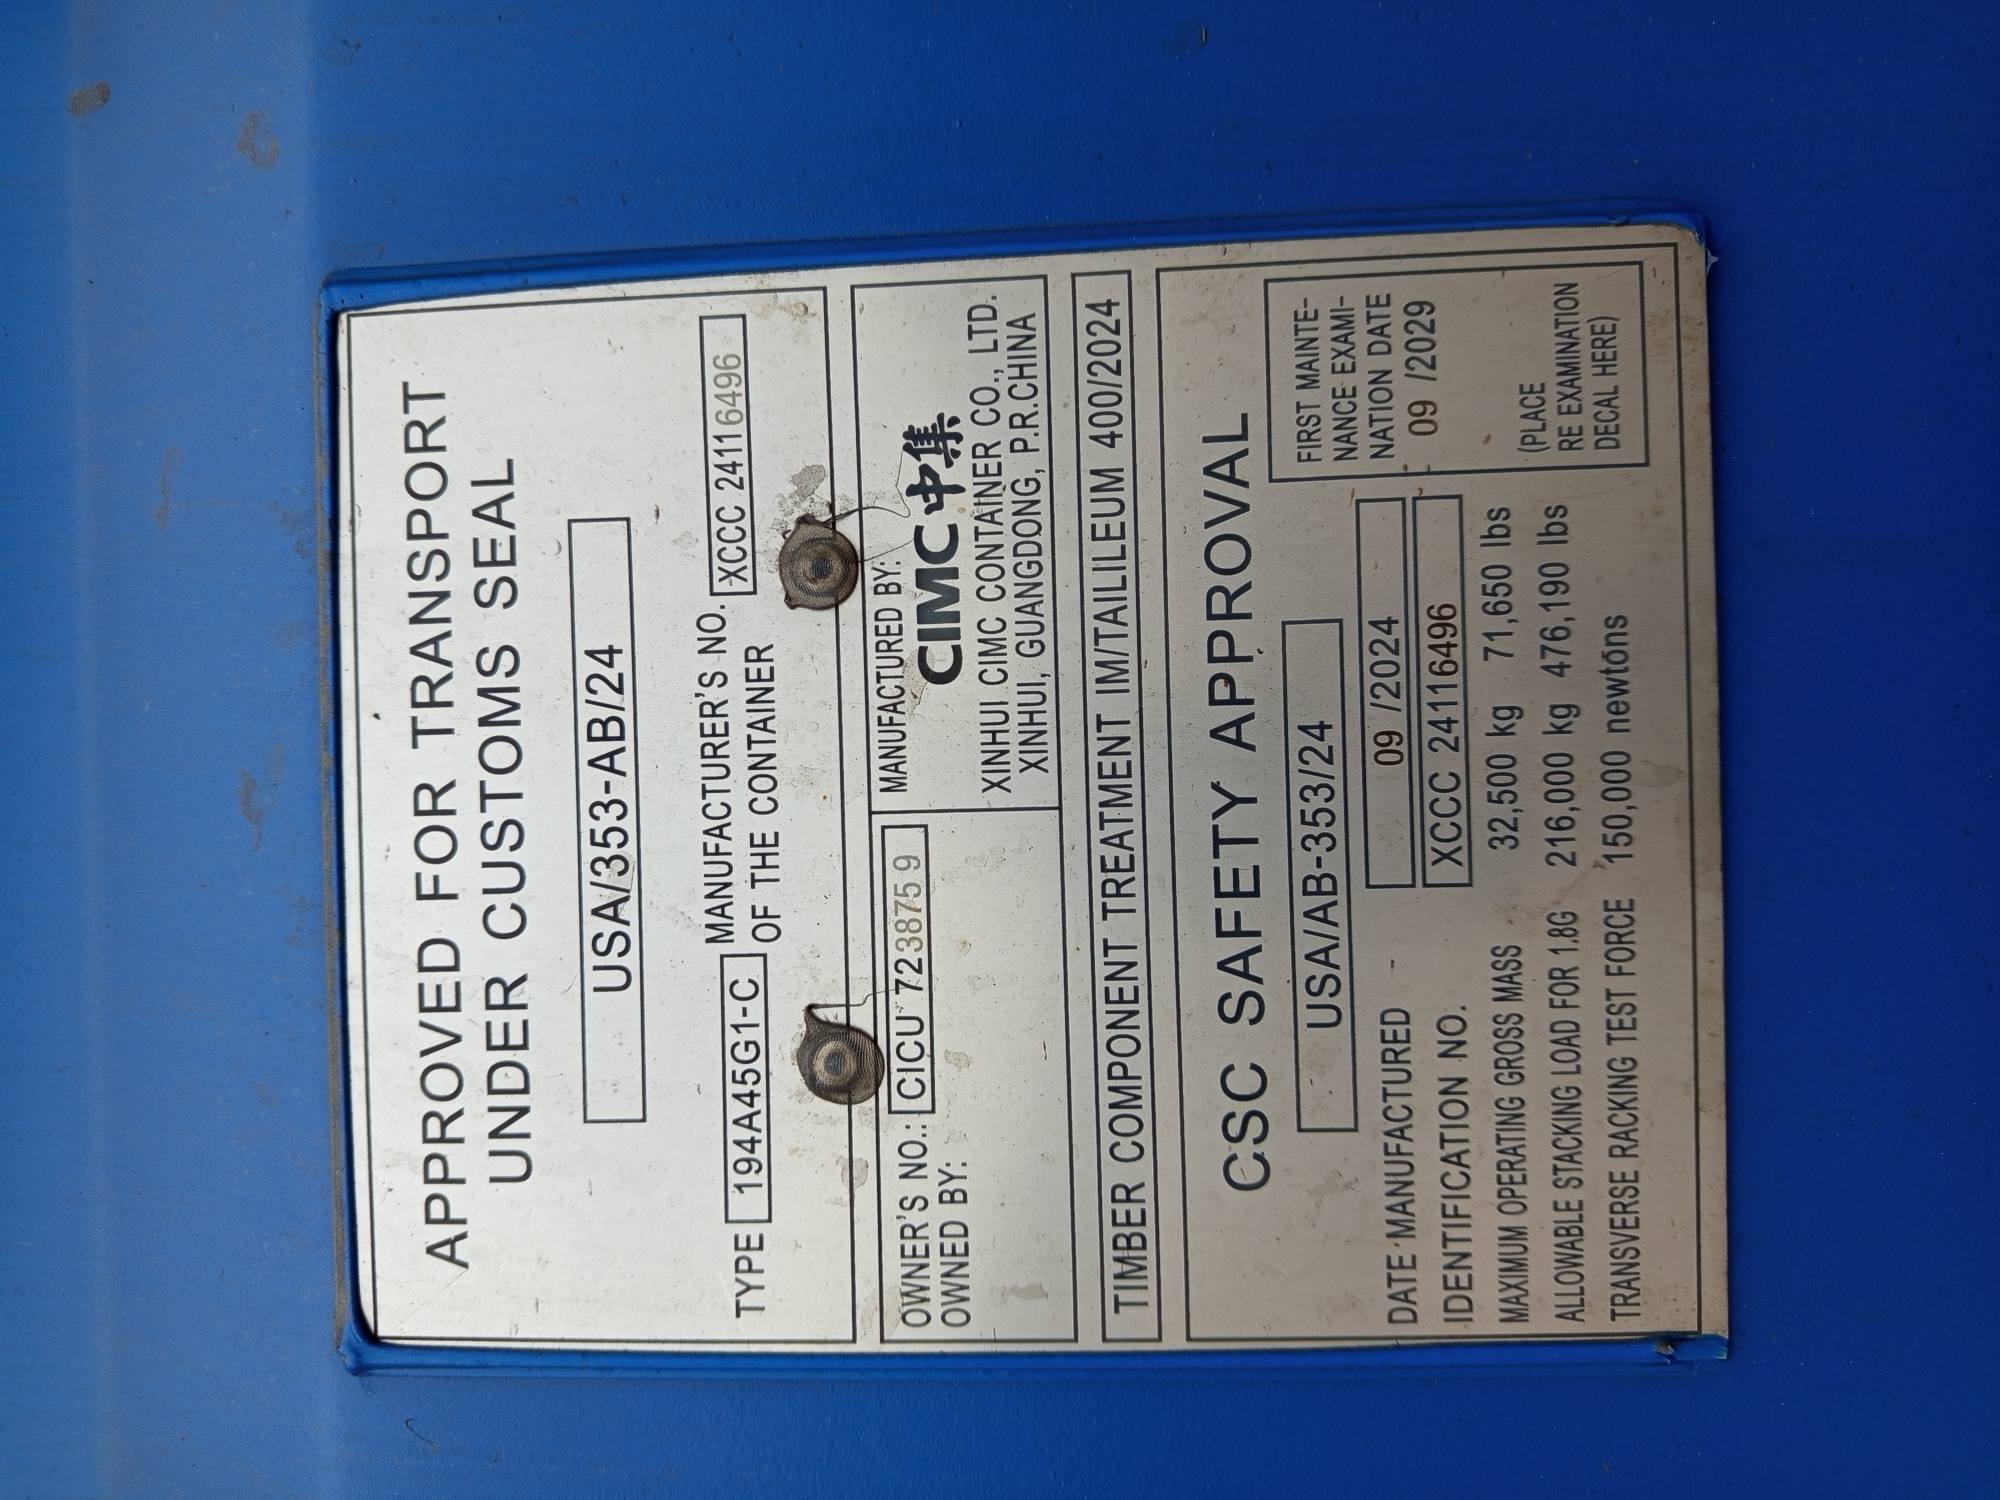 APPROVED FOR TRANSPORT
UNDER CUSTOMS SEAL
USA/353-AB/24
TYPE 194A45G1-C MANUFACTURER'S NO. XCCC 24116496
OF THE CONTAINER
OWNER'S NO.: CICU 723875 9
OWNED BY:
MANUFACTURED BY:
CIMC 中集
XINHUI CIMC CONTAINER CO., LTD.
XINHUI, GUANGDONG, P.R.CHINA
TIMBER COMPONENT TREATMENT IM/TAILILEUM 400/2024
CSC SAFETY APPROVAL
USA/AB-353/24
DATE MANUFACTURED 09 /2024
IDENTIFICATION NO. XCCC 24116496
MAXIMUM OPERATING GROSS MASS 32,500 kg 71,650 lbs
ALLOWABLE STACKING LOAD FOR 1.8G 216,000 kg 476,190 lbs
TRANSVERSE RACKING TEST FORCE 150,000 newtons
FIRST MAINTE-
NANCE EXAMI-
NATION DATE
09 /2029
(PLACE
RE EXAMINATION
DECAL HERE)